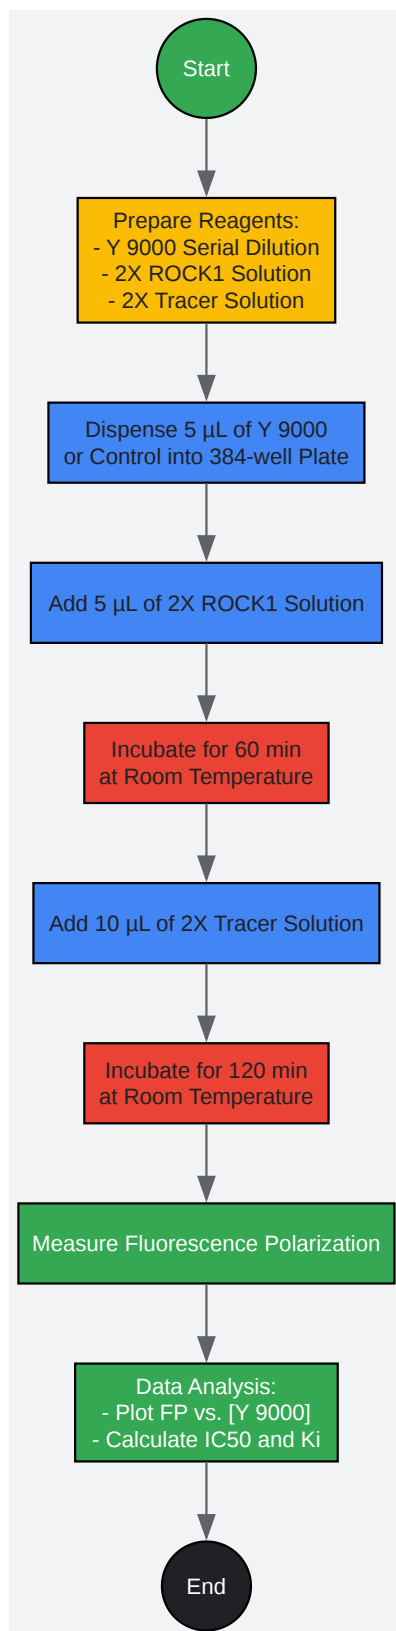 Start
Prepare Reagents:
- Y 9000 Serial Dilution
- 2X ROCK1 Solution
- 2X Tracer Solution
Dispense 5 µL of Y 9000
or Control into 384-well Plate
Add 5 µL of 2X ROCK1 Solution
Incubate for 60 min
at Room Temperature
Add 10 µL of 2X Tracer Solution
Incubate for 120 min
at Room Temperature
Measure Fluorescence Polarization
Data Analysis:
- Plot FP vs. [Y 9000]
- Calculate IC50 and Ki
End